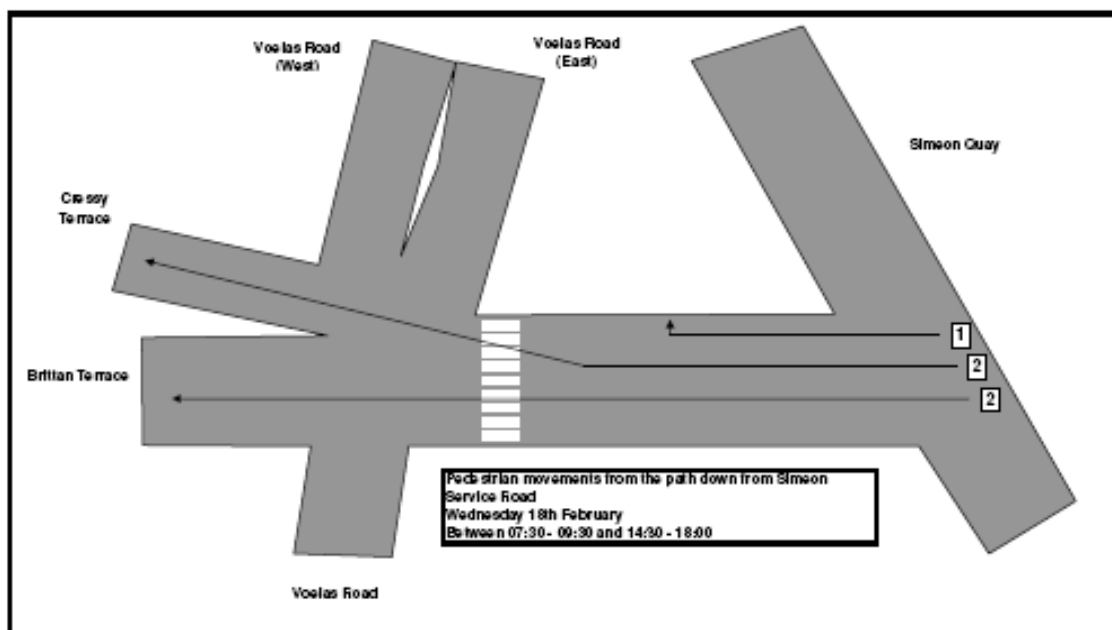 Voelas Road
(West)
Voelas Road
(East)
Simeon Quay
Cressy
Terrace
1
2
2
Brittan Terrace
Pedestrian movements from the path down from Simeon
Service Road
Wednesday 18th February
Between 07:30 - 09:30 and 14:30 - 18:00
Voelas Road